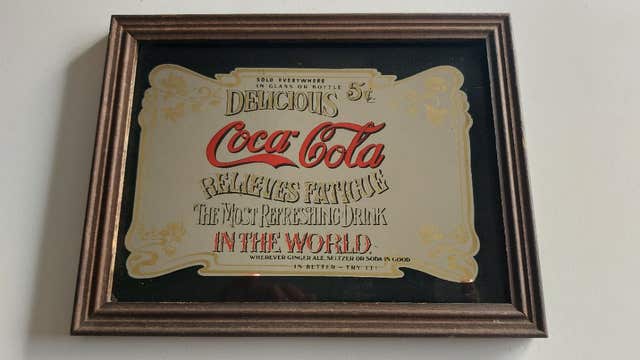 SOLD EVERYWHERE
IN GLASS OR BOTTLE
DELICIOUS 5¢
Coca-Cola
RELIEVES FATIGUE
THE MOST REFRESHING DRINK
IN THE WORLD.
WHEREVER GINGER ALE, SELTZER OR SODA IS GOOD
IS BETTER - TRY IT!